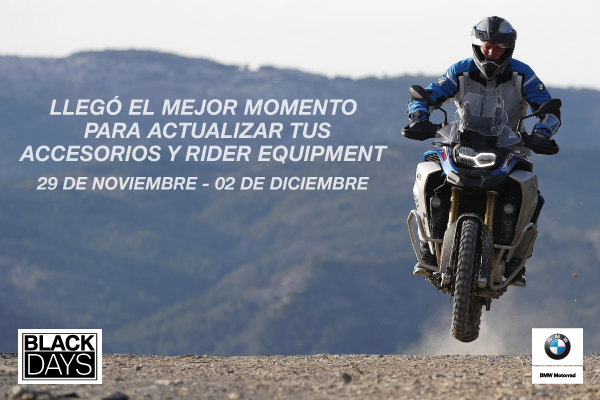 LLEGÓ EL MEJOR MOMENTO
PARA ACTUALIZAR TUS
ACCESORIOS Y RIDER EQUIPMENT
29 DE NOVIEMBRE - 02 DE DICIEMBRE
BLACK
DAYS
BMW
BMW Motorrad